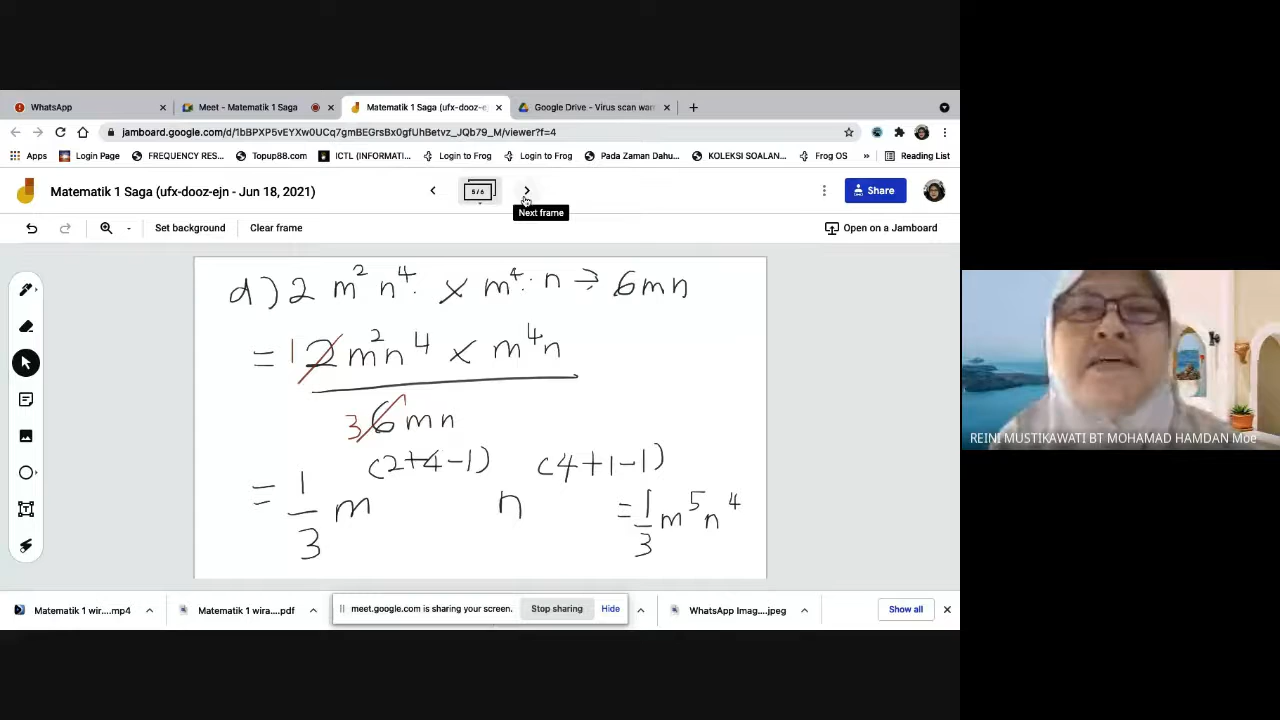 WhatsApp
Meet - Matematik 1 Saga
Matematik 1 Saga (ufx-dooz-e
Google Drive - Virus scan war
jamboard.google.com/d/1bBPXP5vEYXw0UCq7gmBEGrsBx0gfUhBetvz_JQb79_M/viewer?f=4
Apps Login Page FREQUENCY RES... Topup88.com ICTL (INFORMATI... Login to Frog Login to Frog Pada Zaman Dahu... KOLEKSI SOALAN... Frog OS » Reading List
Matematik 1 Saga (ufx-dooz-ejn - Jun 18, 2021)
5/6
Share
Next frame
Set background Clear frame Open on a Jamboard
d) 2 m² n⁴ × m⁴ n ÷ 6mn
= 1 2 m² n⁴ × m⁴ n
3 6 m n
= 1/3 m^(2+4-1) n^(4+1-1) = 1/3 m⁵ n⁴
REINI MUSTIKAWATI BT MOHAMAD HAMDAN Moe
Matematik 1 wir....mp4
Matematik 1 wira....pdf
meet.google.com is sharing your screen. Stop sharing Hide
WhatsApp Imag....jpeg
Show all